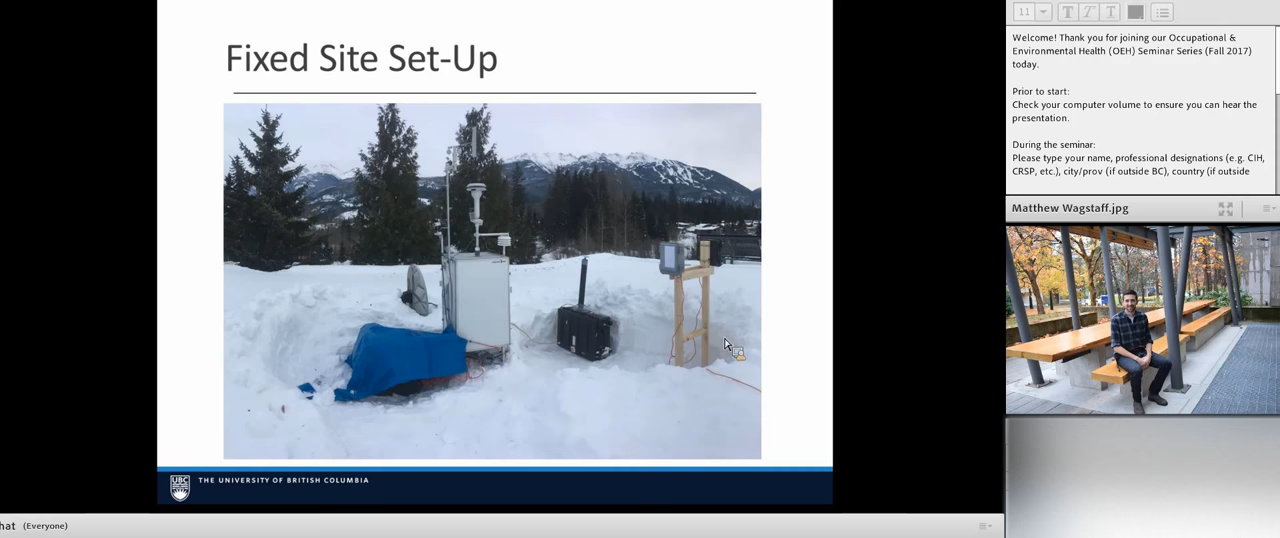 Fixed Site Set-Up
UBC
THE UNIVERSITY OF BRITISH COLUMBIA
hat (Everyone)
11
T T T
Welcome! Thank you for joining our Occupational &
Environmental Health (OEH) Seminar Series (Fall 2017)
today.
Prior to start:
Check your computer volume to ensure you can hear the
presentation.
During the seminar:
Please type your name, professional designations (e.g. CIH,
CRSP, etc.), city/prov (if outside BC), country (if outside
Matthew Wagstaff.jpg